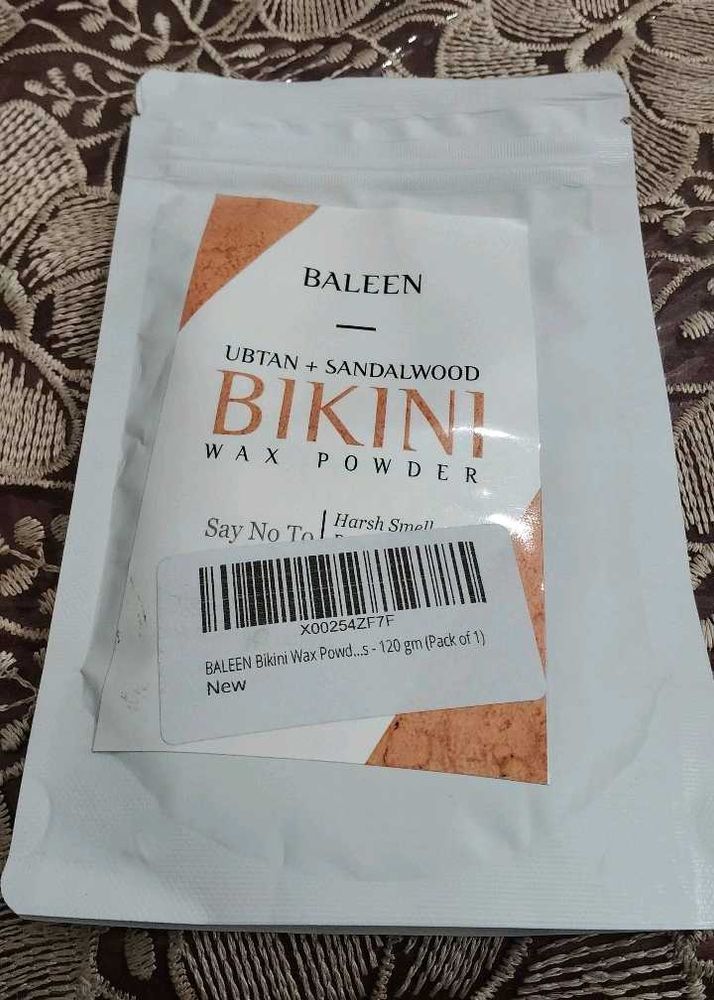 BALEEN
UBTAN + SANDALWOOD
BIKINI
WAX POWDER
Say No To
Harsh Smell
X00254ZF7F
BALEEN Bikini Wax Powd...s - 120 gm (Pack of 1)
New